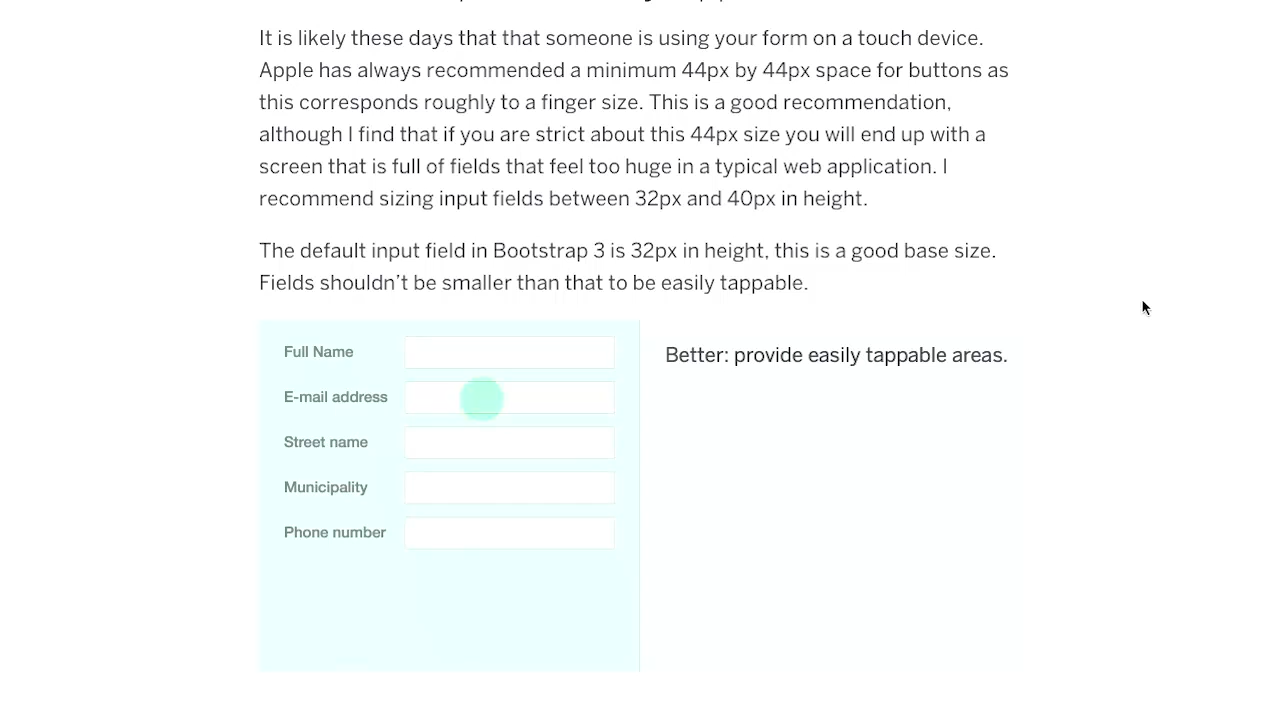 It is likely these days that that someone is using your form on a touch device.
Apple has always recommended a minimum 44px by 44px space for buttons as
this corresponds roughly to a finger size. This is a good recommendation,
although I find that if you are strict about this 44px size you will end up with a
screen that is full of fields that feel too huge in a typical web application. I
recommend sizing input fields between 32px and 40px in height.
The default input field in Bootstrap 3 is 32px in height, this is a good base size.
Fields shouldn't be smaller than that to be easily tappable.
Full Name
Better: provide easily tappable areas.
E-mail address
Street name
Municipality
Phone number